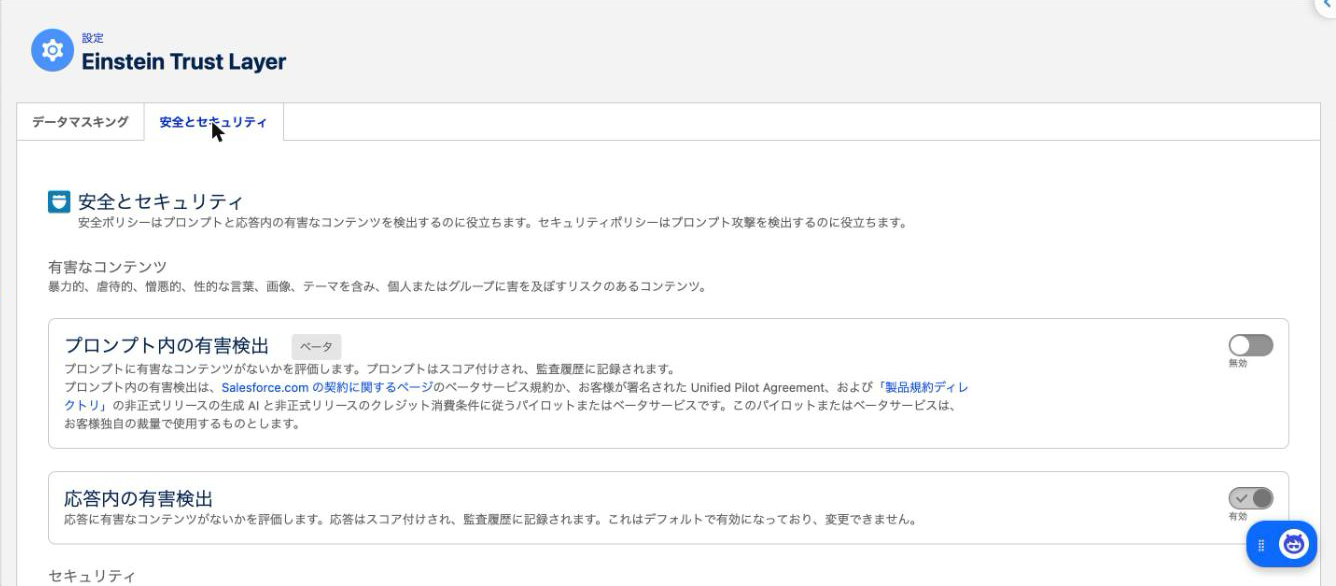 設定
Einstein Trust Layer
データマスキング
安全とセキュリティ
安全とセキュリティ
安全ポリシーはプロンプトと応答内の有害なコンテンツを検出するのに役立ちます。セキュリティポリシーはプロンプト攻撃を検出するのに役立ちます。
有害なコンテンツ
暴力的、虐待的、憎悪的、性的な言葉、画像、テーマを含み、個人またはグループに害を及ぼすリスクのあるコンテンツ。
プロンプト内の有害検出 ベータ
無効
プロンプトに有害なコンテンツがないかを評価します。プロンプトはスコア付けされ、監査履歴に記録されます。
プロンプト内の有害検出は、Salesforce.com の契約に関するページのベータサービス規約か、お客様が署名された Unified Pilot Agreement、および「製品規約ディレ
クトリ」の非正式リリースの生成 AI と非正式リリースのクレジット消費条件に従うパイロットまたはベータサービスです。このパイロットまたはベータサービスは、
お客様独自の裁量で使用するものとします。
応答内の有害検出
有効
応答に有害なコンテンツがないかを評価します。応答はスコア付けされ、監査履歴に記録されます。これはデフォルトで有効になっており、変更できません。
セキュリティ